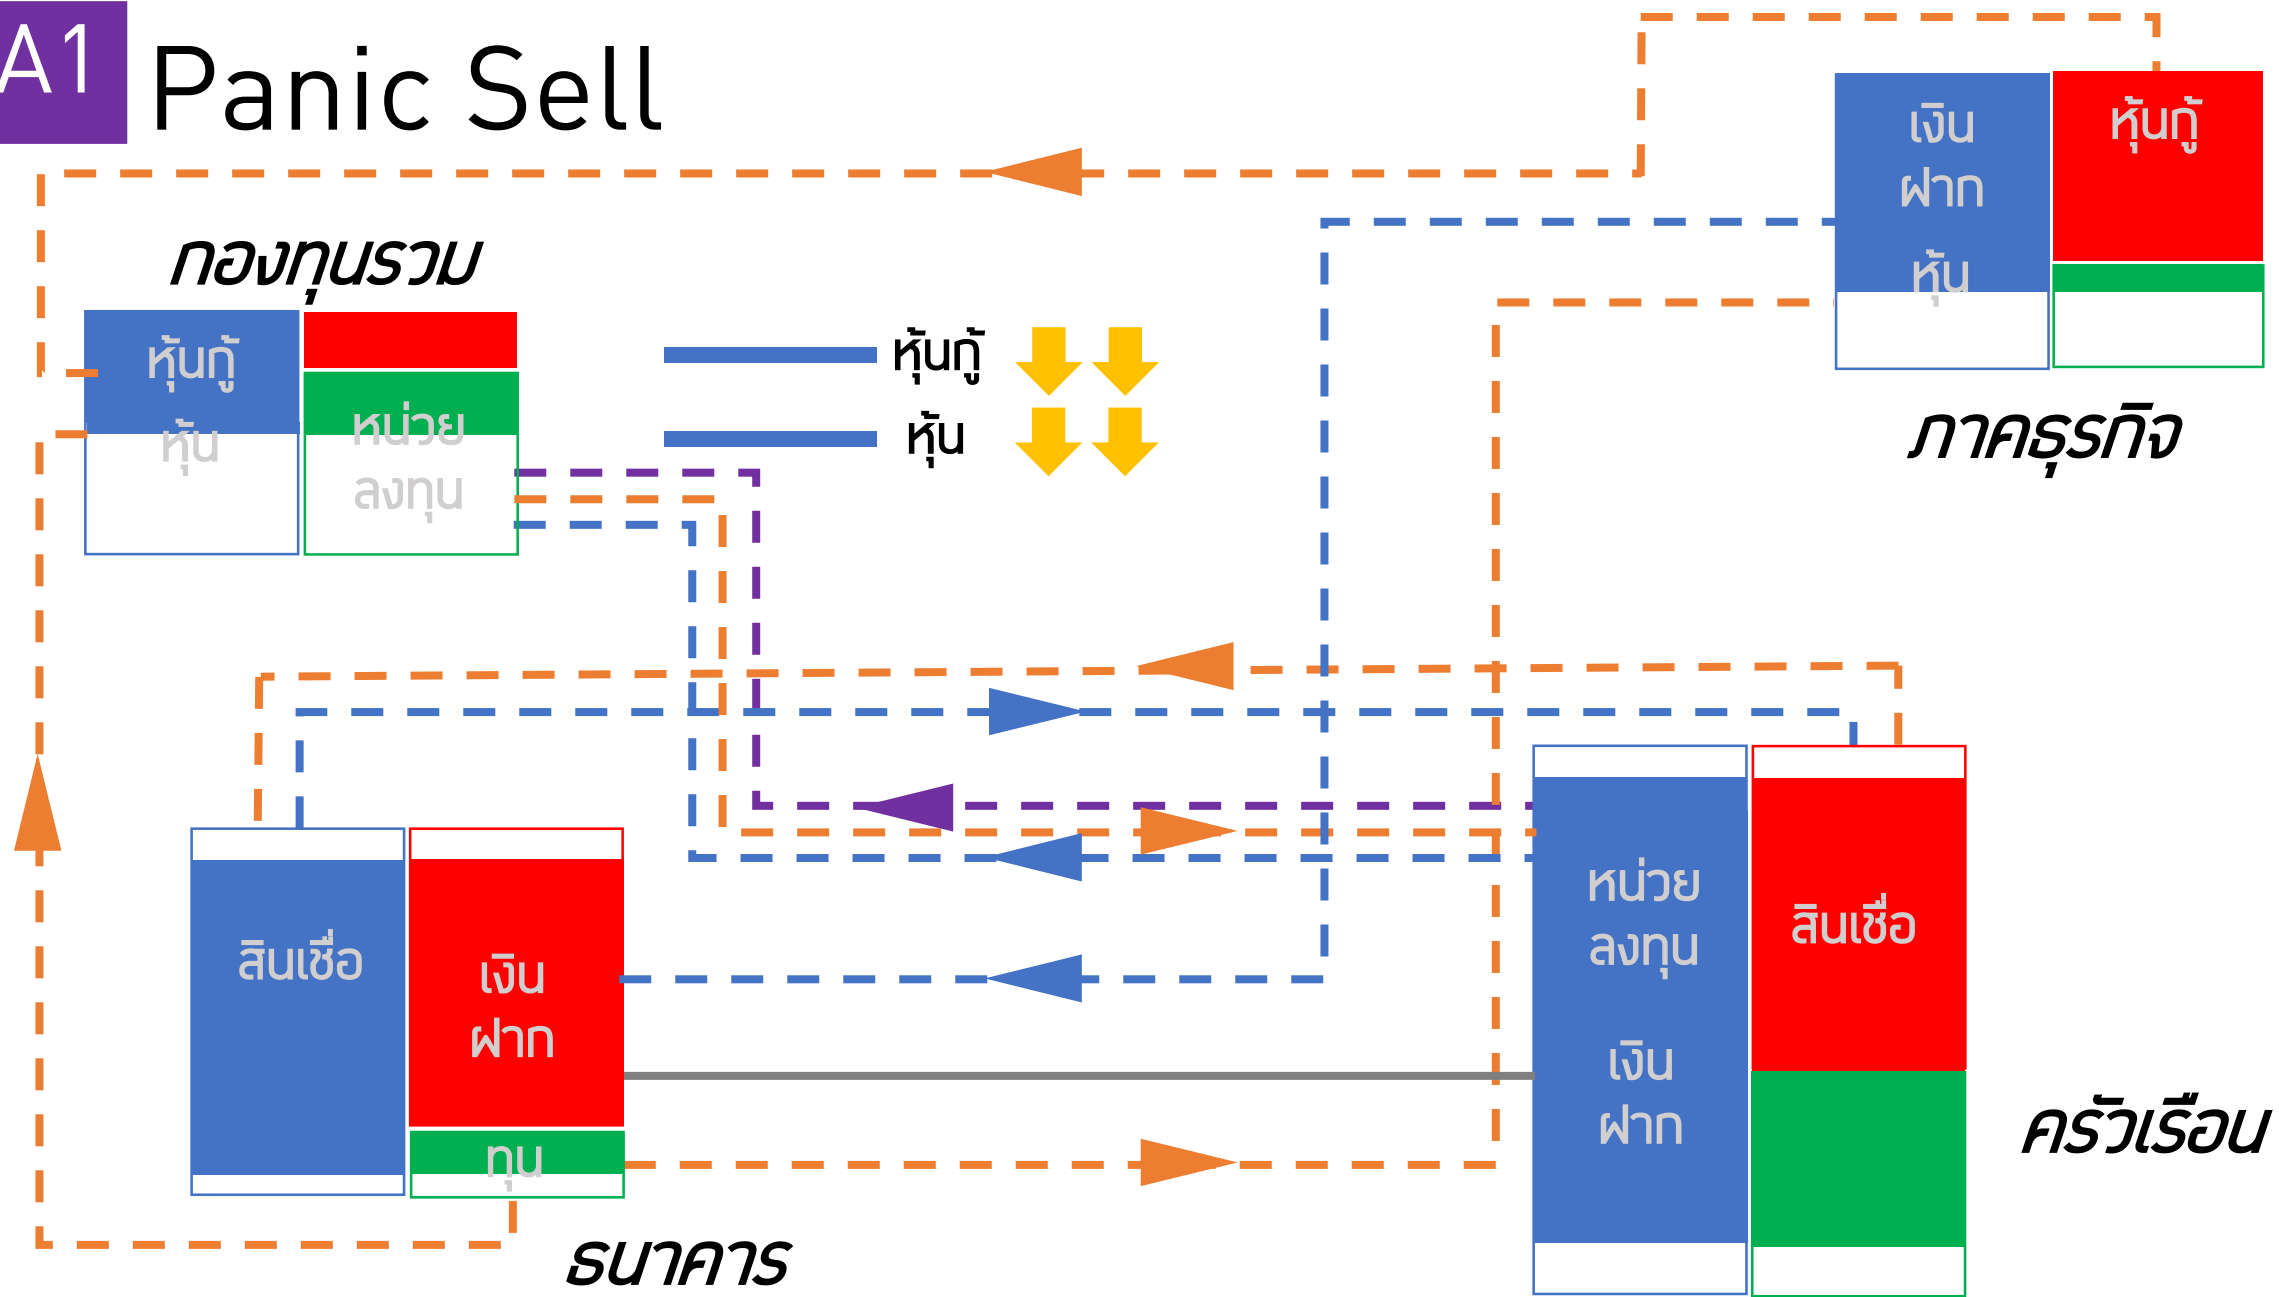 A1
Panic Sell
กองทุนรวม
หุ้นกู้
หุ้น
หน่วย
ลงทุน
หุ้นกู้
หุ้น
เงิน
ฝาก
หุ้น
หุ้นกู้
ภาคธุรกิจ
สินเชื่อ
เงิน
ฝาก
ทุน
ธนาคาร
หน่วย
ลงทุน
เงิน
ฝาก
สินเชื่อ
ครัวเรือน